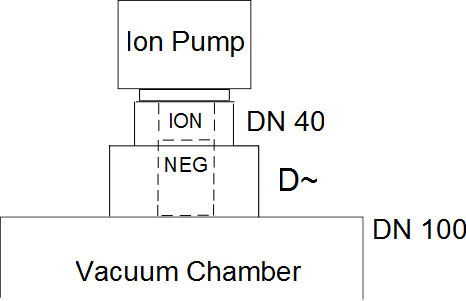 Ion Pump
ION
DN 40
NEG
D~
DN 100
Vacuum Chamber